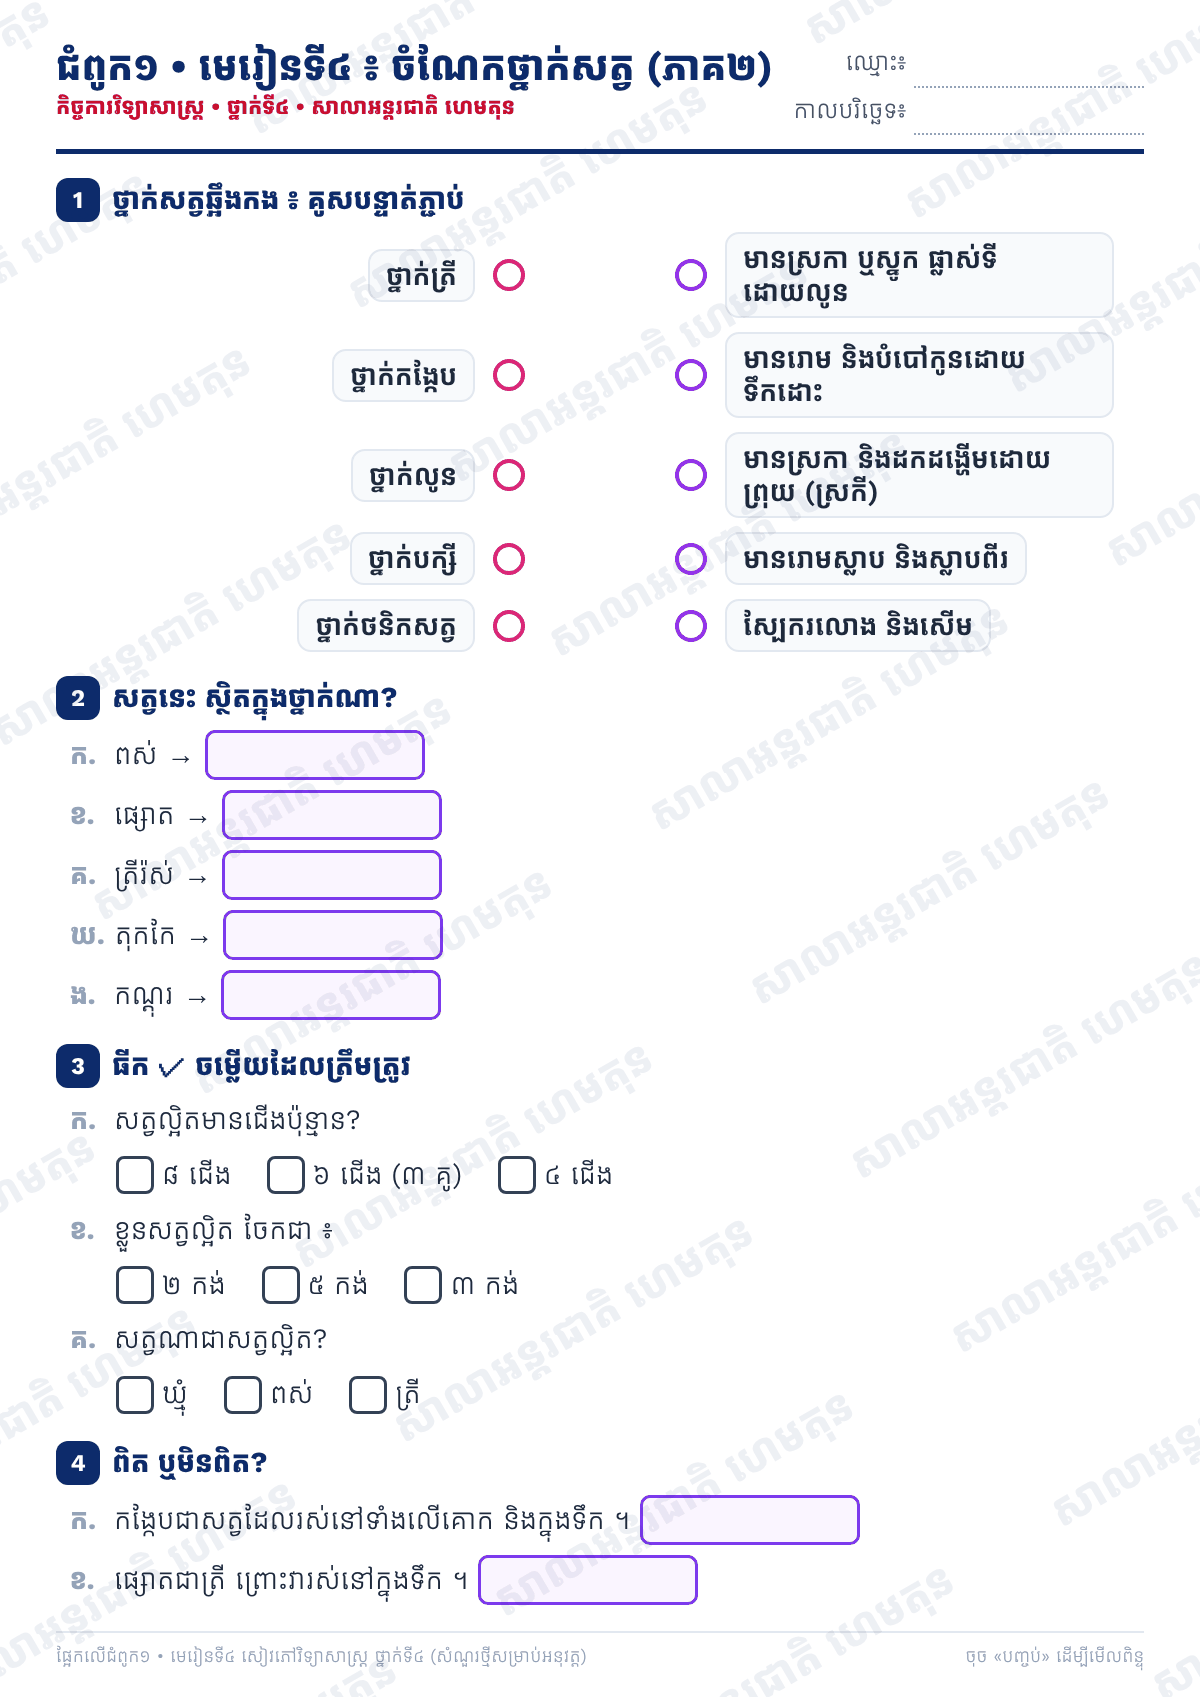 ជំពូក១ • មេរៀនទី៤ ៖ ចំណែកថ្នាក់សត្វ (ភាគ២)
ឈ្មោះ៖
កិច្ចការវិទ្យាសាស្ត្រ • ថ្នាក់ទី៤ • សាលាអន្តរជាតិ ហេមតុន
កាលបរិច្ឆេទ៖
1 ថ្នាក់សត្វឆ្អឹងកង ៖ គូសបន្ទាត់ភ្ជាប់
ថ្នាក់ត្រី
មានស្រកា ឬស្នូក ផ្លាស់ទី
ដោយលូន
ថ្នាក់កង្កែប
មានរោម និងបំបៅកូនដោយ
ទឹកដោះ
ថ្នាក់លូន
មានស្រកា និងដកដង្ហើមដោយ
ព្រុយ (ស្រកី)
ថ្នាក់បក្សី
មានរោមស្លាប និងស្លាបពីរ
ថ្នាក់ថនិកសត្វ
ស្បែករលោង និងសើម
2 សត្វនេះ ស្ថិតក្នុងថ្នាក់ណា?
ក. ពស់ →
ខ. ផ្សោត →
គ. ត្រីរ៉ស់ →
ឃ. តុកកែ →
ង. កណ្តុរ →
3 ធីក ✓ ចម្លើយដែលត្រឹមត្រូវ
ក. សត្វល្អិតមានជើងប៉ុន្មាន?
៨ ជើង ៦ ជើង (៣ គូ) ៤ ជើង
ខ. ខ្លួនសត្វល្អិត ចែកជា ៖
២ កង់ ៥ កង់ ៣ កង់
គ. សត្វណាជាសត្វល្អិត?
ឃ្មុំ ពស់ ត្រី
4 ពិត ឬមិនពិត?
ក. កង្កែបជាសត្វដែលរស់នៅទាំងលើគោក និងក្នុងទឹក ។
ខ. ផ្សោតជាត្រី ព្រោះវារស់នៅក្នុងទឹក ។
ផ្អែកលើជំពូក១ • មេរៀនទី៤ សៀវភៅវិទ្យាសាស្ត្រ ថ្នាក់ទី៤ (សំណួរថ្មីសម្រាប់អនុវត្ត)
ចុច «បញ្ចប់» ដើម្បីមើលពិន្ទុ